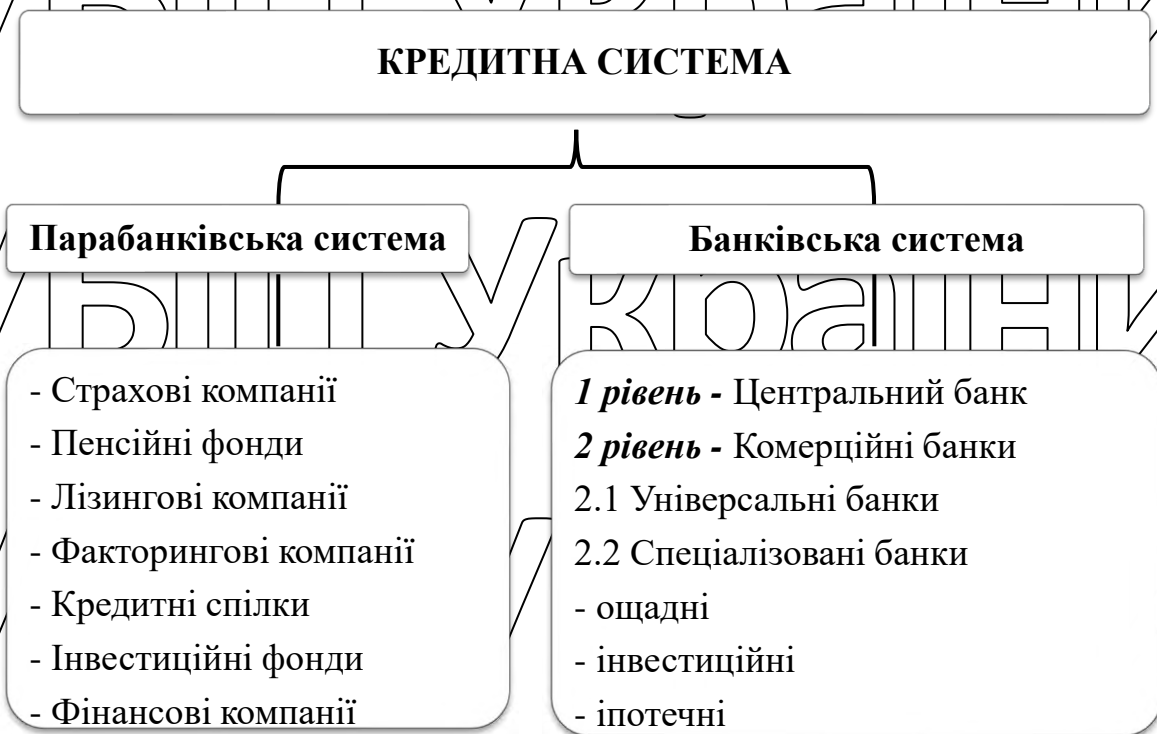 КРЕДИТНА СИСТЕМА
Парабанківська система
Банківська система
- Страхові компанії
- Пенсійні фонди
- Лізингові компанії
- Факторингові компанії
- Кредитні спілки
- Інвестиційні фонди
- Фінансові компанії
1 рівень - Центральний банк
2 рівень - Комерційні банки
2.1 Універсальні банки
2.2 Спеціалізовані банки
- ощадні
- інвестиційні
- іпотечні